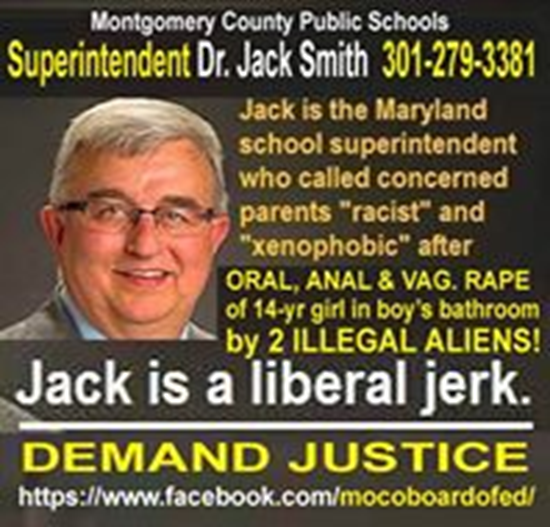 Montgomery County Public Schools
Superintendent Dr. Jack Smith 301-279-3381
Jack is the Maryland
school superintendent
who called concerned
parents "racist" and
"xenophobic" after
ORAL, ANAL & VAG. RAPE
of 14-yr girl in boy's bathroom
by 2 ILLEGAL ALIENS!
Jack is a liberal jerk.
DEMAND JUSTICE
https://www.facebook.com/mocoboardofed/